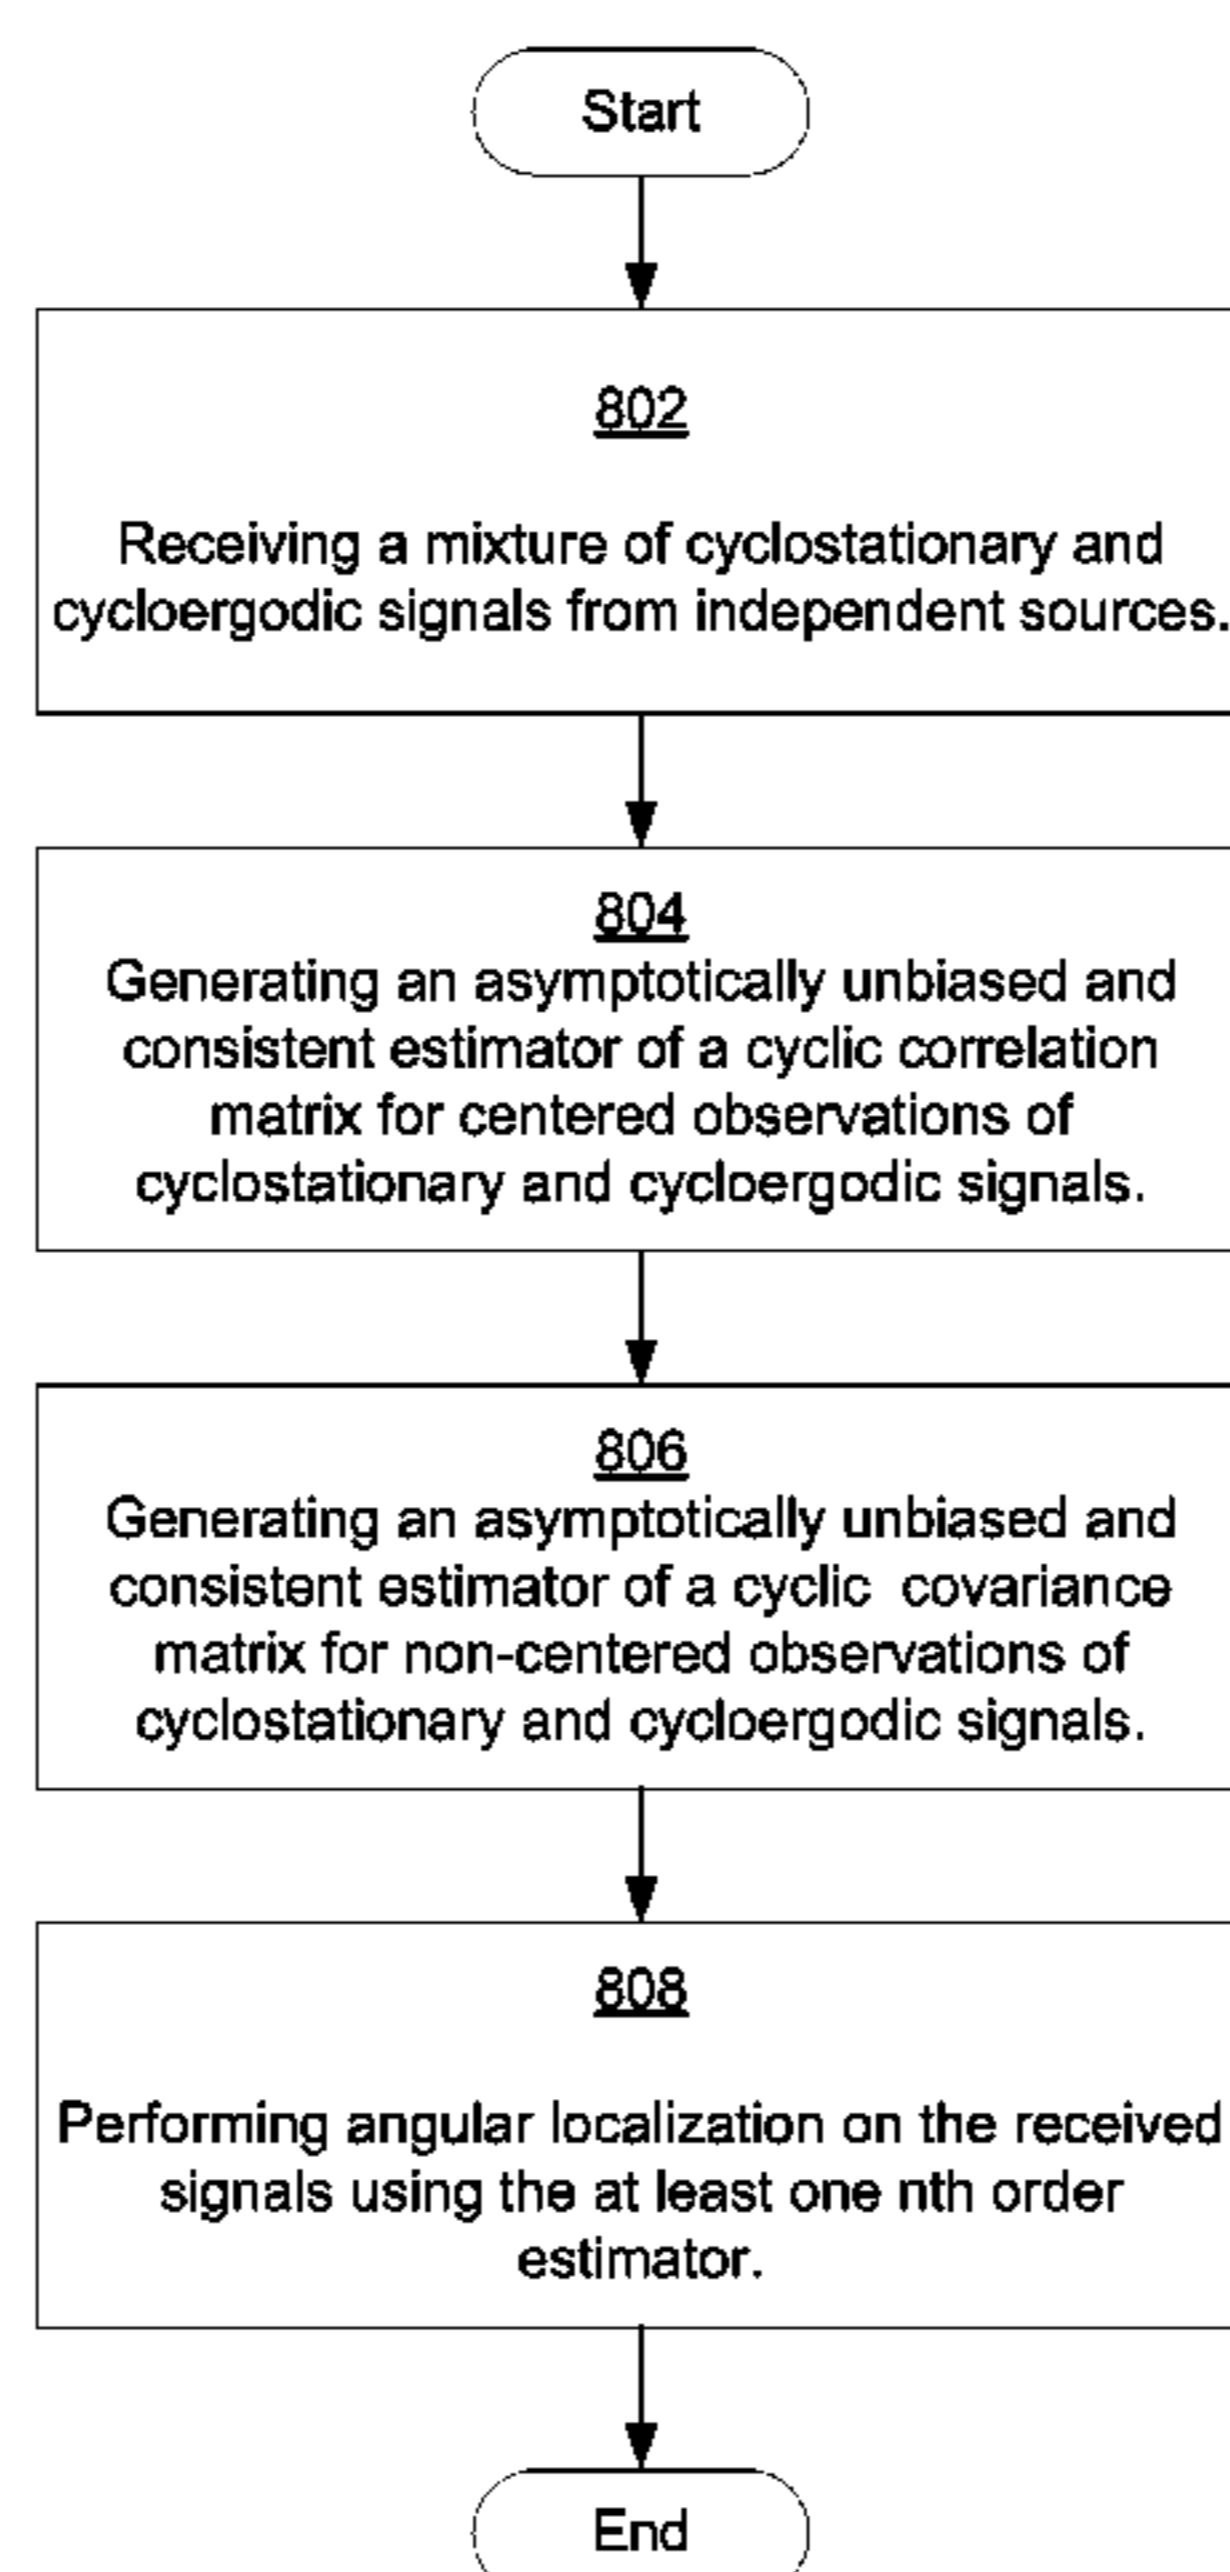 Start
802
Receiving a mixture of cyclostationary and
cycloergodic signals from independent sources.
804
Generating an asymptotically unbiased and
consistent estimator of a cyclic correlation
matrix for centered observations of
cyclostationary and cycloergodic signals.
806
Generating an asymptotically unbiased and
consistent estimator of a cyclic covariance
matrix for non-centered observations of
cyclostationary and cycloergodic signals.
808
Performing angular localization on the received
signals using the at least one nth order
estimator.
End